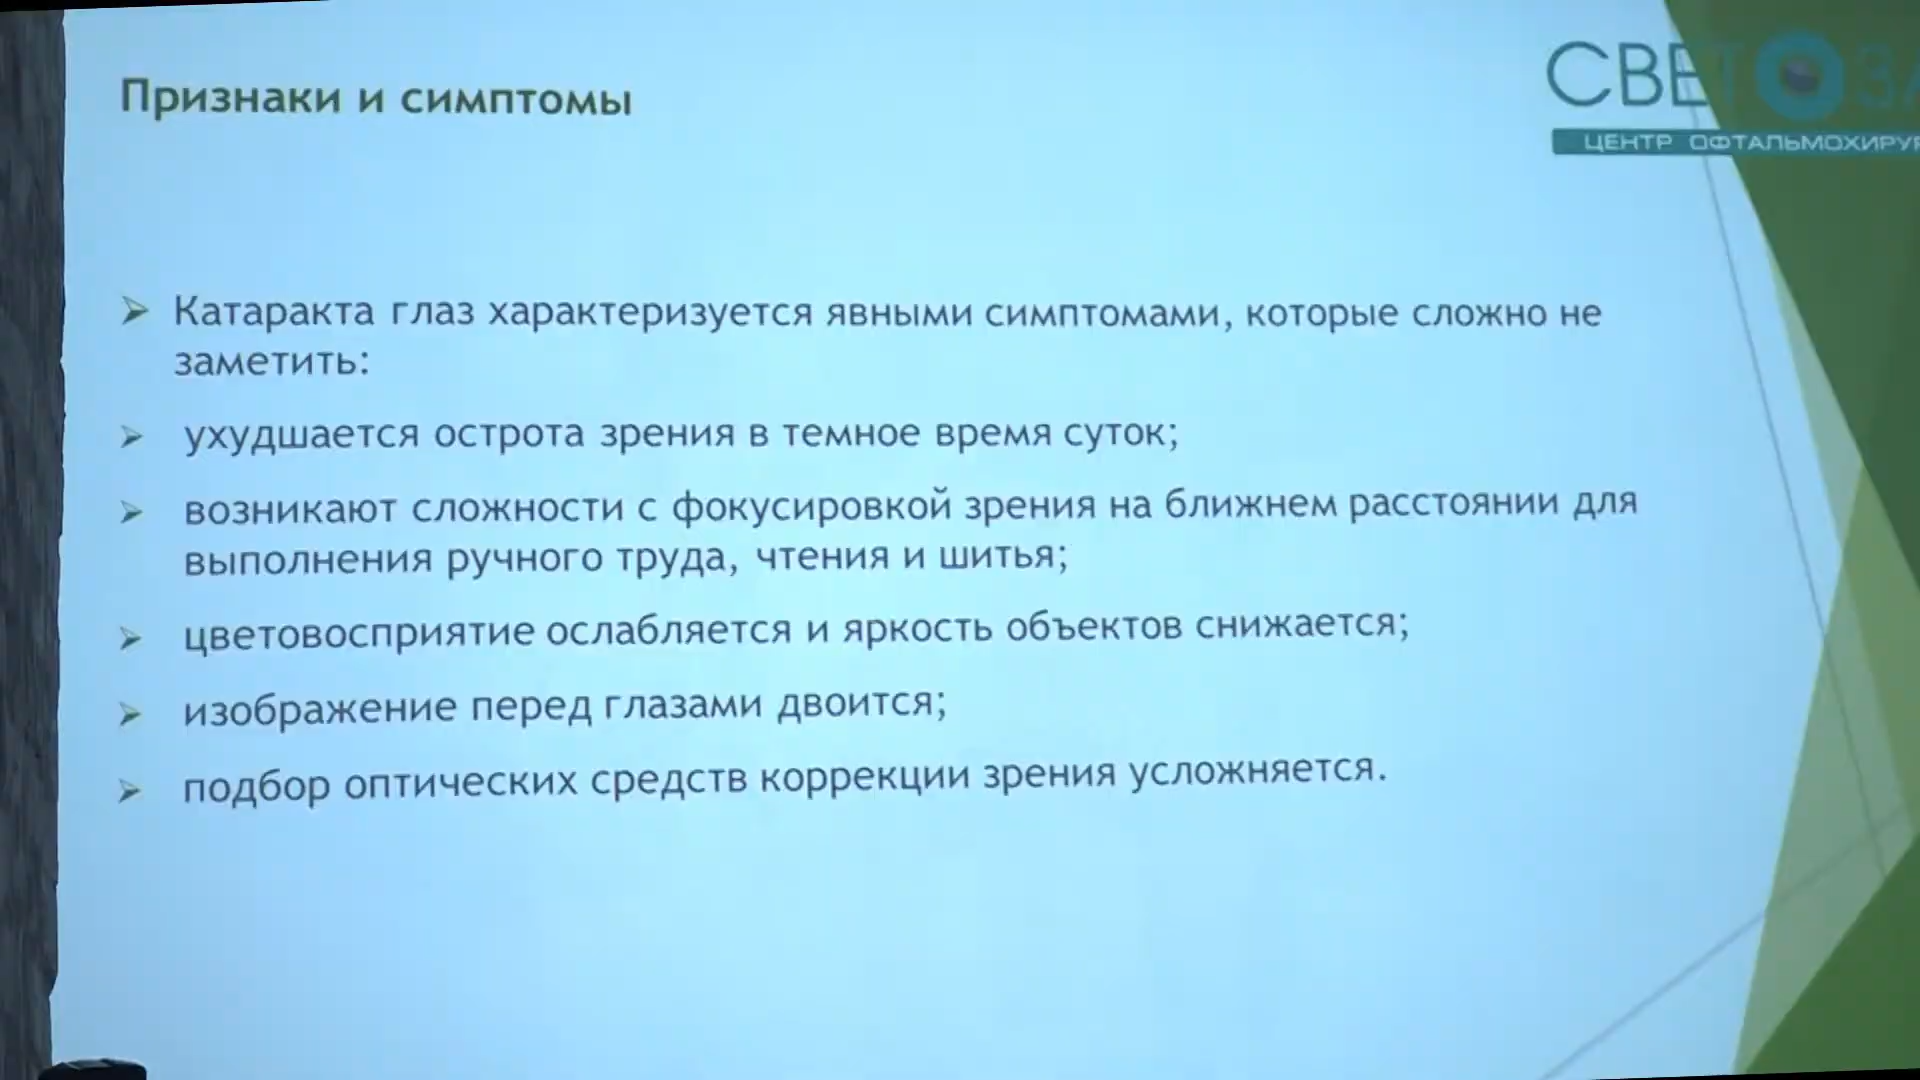 Признаки и симптомы
СВЕТОЗА
ЦЕНТР ОФТАЛЬМОХИРУР
Катаракта глаз характеризуется явными симптомами, которые сложно не
заметить:
ухудшается острота зрения в темное время суток;
возникают сложности с фокусировкой зрения на ближнем расстоянии для
выполнения ручного труда, чтения и шитья;
цветовосприятие ослабляется и яркость объектов снижается;
изображение перед глазами двоится;
подбор оптических средств коррекции зрения усложняется.